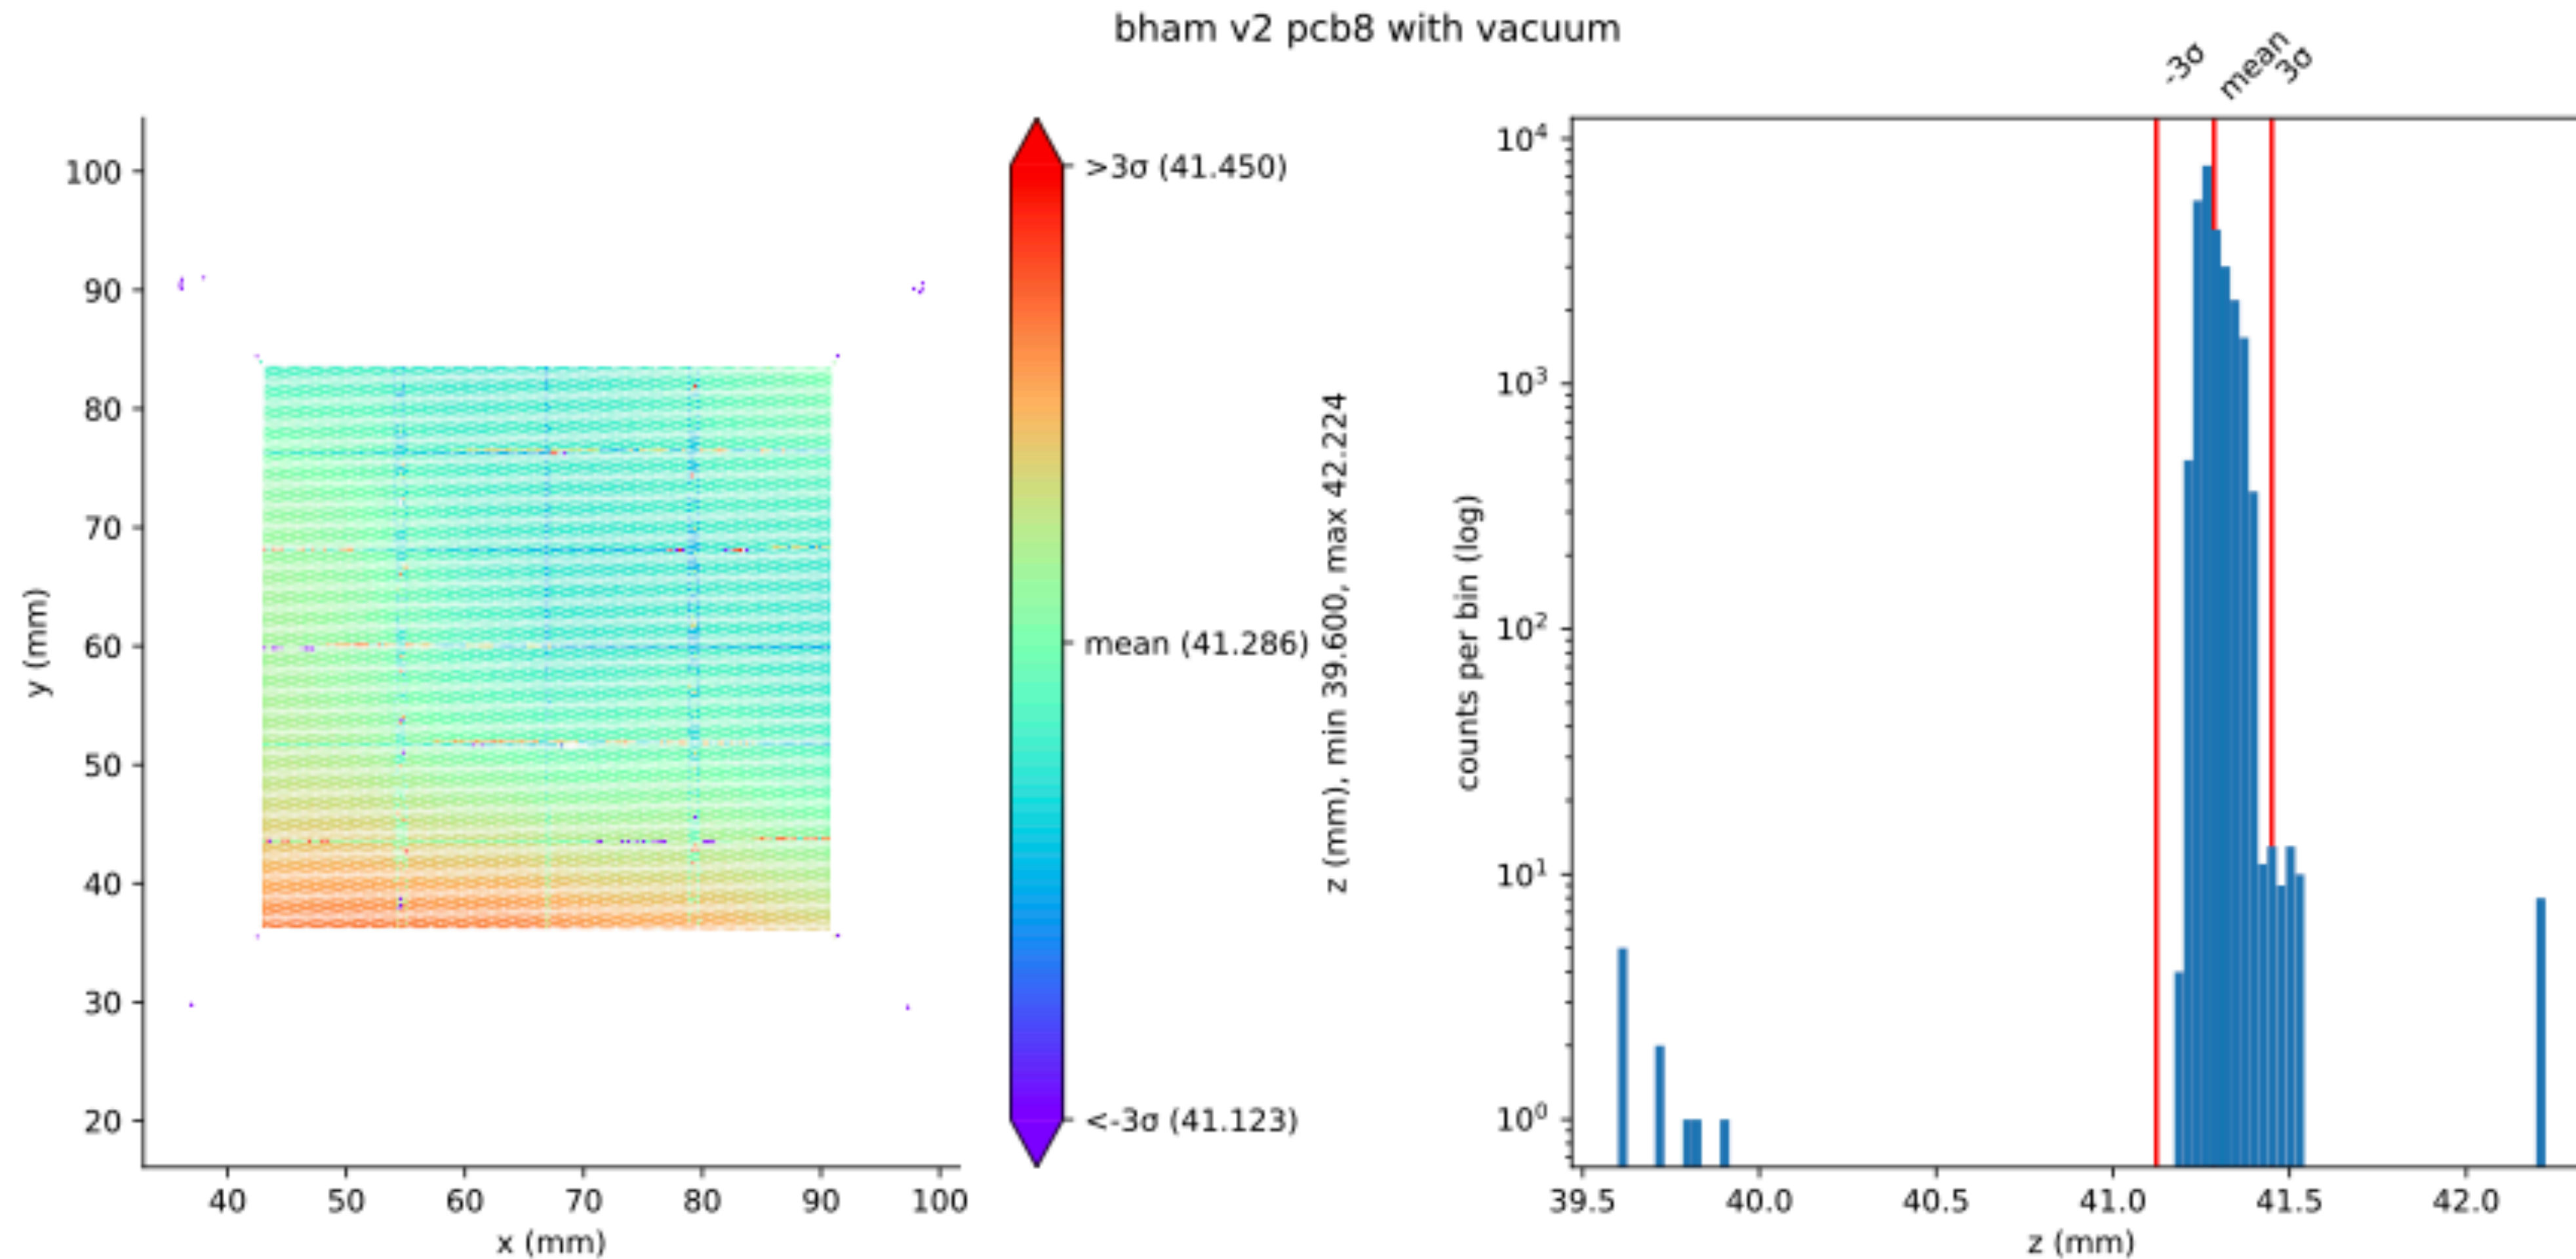 bham v2 pcb8 with vacuum
y (mm)
100
90
80
70
60
50
40
30
20
40 50 60 70 80 90 100
x (mm)
>3σ (41.450)
mean (41.286)
<-3σ (41.123)
z (mm), min 39.600, max 42.224
-3σ mean 3σ
counts per bin (log)
10⁴
10³
10²
10¹
10⁰
39.5 40.0 40.5 41.0 41.5 42.0
z (mm)